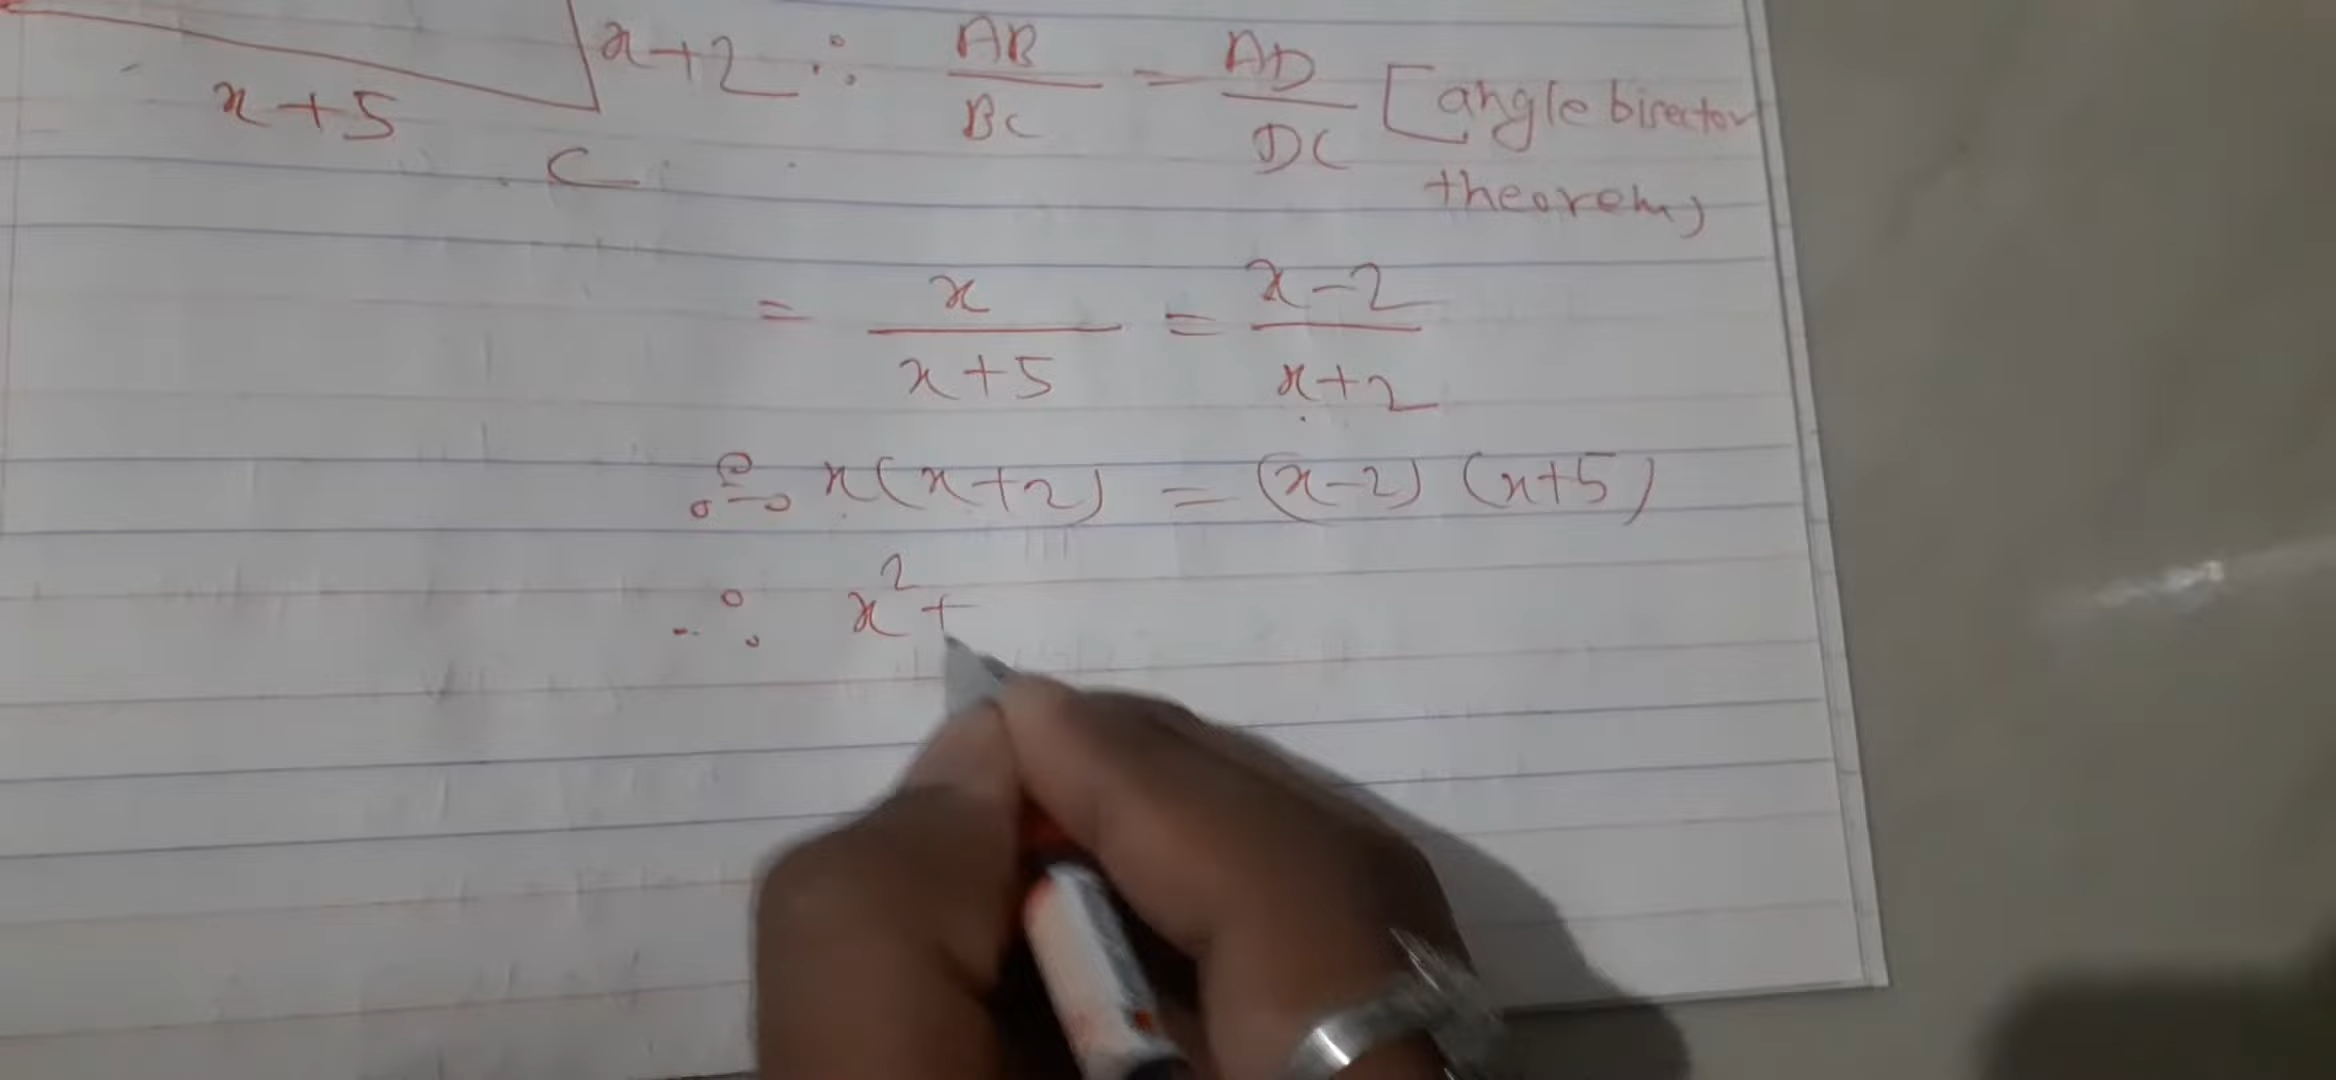 x+2 ∴ AB/BC = AD/DC [angle bisector
x+5
C
theorem)
= x/x+5 = x-2/x+2
∴ x(x+2) = (x-2) (x+5)
∴ x²+